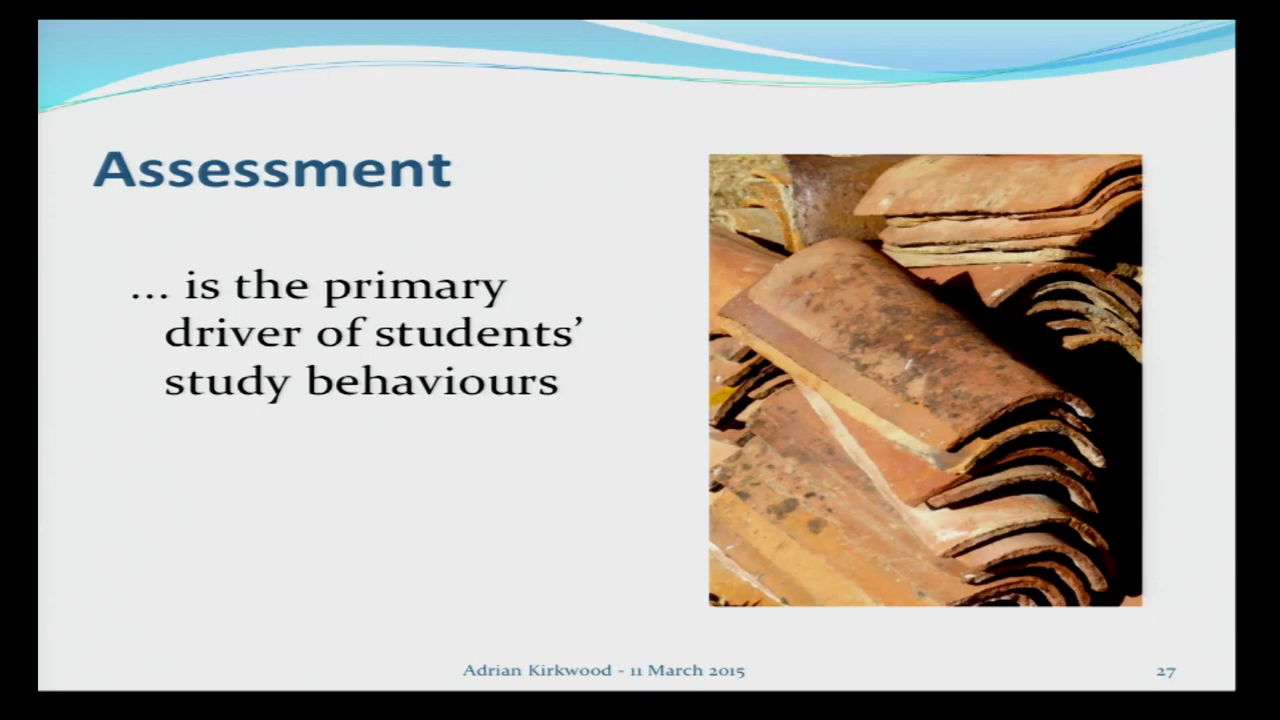 Assessment
... is the primary
driver of students’
study behaviours
Adrian Kirkwood - 11 March 2015
27